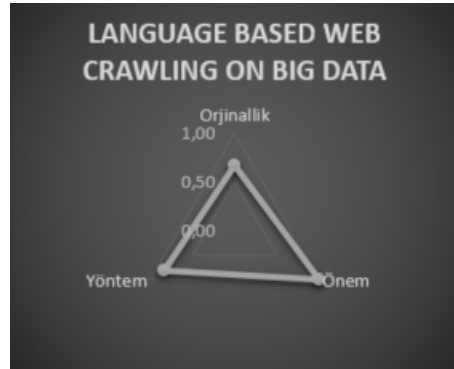 LANGUAGE BASED WEB
CRAWLING ON BIG DATA
Orjinallik
1,00
0,50
0,00
Yöntem
Önem